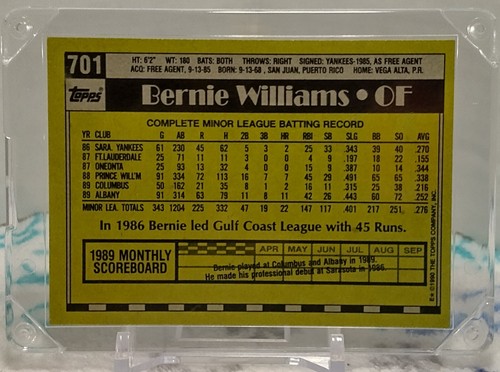 701
HT: 6'2" WT: 180 BATS: BOTH THROWS: RIGHT SIGNED: YANKEES-1985, AS FREE AGENT
ACQ: FREE AGENT, 9-13-85 BORN: 9-13-68, SAN JUAN, PUERTO RICO HOME: VEGA ALTA, P.R.
Topps®
Bernie Williams • OF
COMPLETE MINOR LEAGUE BATTING RECORD
YR CLUB G AB R H 2B 3B HR RBI SB SLG BB SO AVG
86 SARA. YANKEES 61 230 45 62 5 3 2 25 33 .343 39 40 .270
87 FT.LAUDERDALE 25 71 11 11 3 0 0 4 9 .197 18 22 .155
87 ONEONTA 25 93 13 32 4 0 0 15 9 .387 10 14 .344
88 PRINCE WILL'M 91 334 72 113 16 7 7 45 29 .491 65 65 .338
89 COLUMBUS 50 162 21 35 8 1 2 16 11 .315 25 38 .216
89 ALBANY 91 314 63 79 11 8 11 42 26 .443 60 72 .252
MINOR LEA. TOTALS 343 1204 225 332 47 19 22 147 117 .401 217 251 .276
In 1986 Bernie led Gulf Coast League with 45 Runs.
1989 MONTHLY
SCOREBOARD
APR MAY JUN JUL AUG SEP
Bernie played at Columbus and Albany in 1989.
He made his professional debut at Sarasota in 1986.
© 1990 THE TOPPS COMPANY, INC.